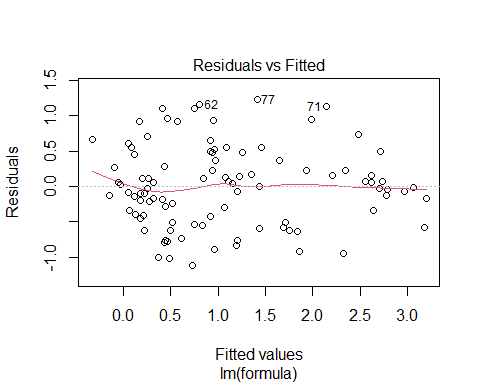 Residuals vs Fitted
Residuals
1.5
1.0
0.5
0.0
-1.0
62
77
71
0.0 0.5 1.0 1.5 2.0 2.5 3.0
Fitted values
lm(formula)